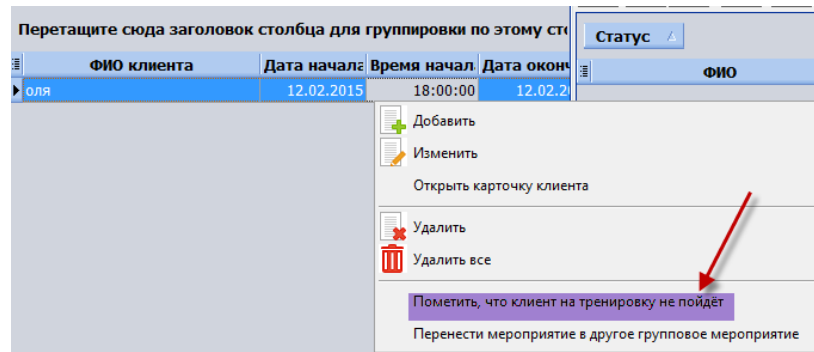 Перетащите сюда заголовок столбца для группировки по этому сто
Статус
ФИО клиента Дата начала Время начал Дата оконч
ФИО
оля 12.02.2015 18:00:00 12.02.20
Добавить
Изменить
Открыть карточку клиента
Удалить
Удалить все
Пометить, что клиент на тренировку не пойдёт
Перенести мероприятие в другое групповое мероприятие